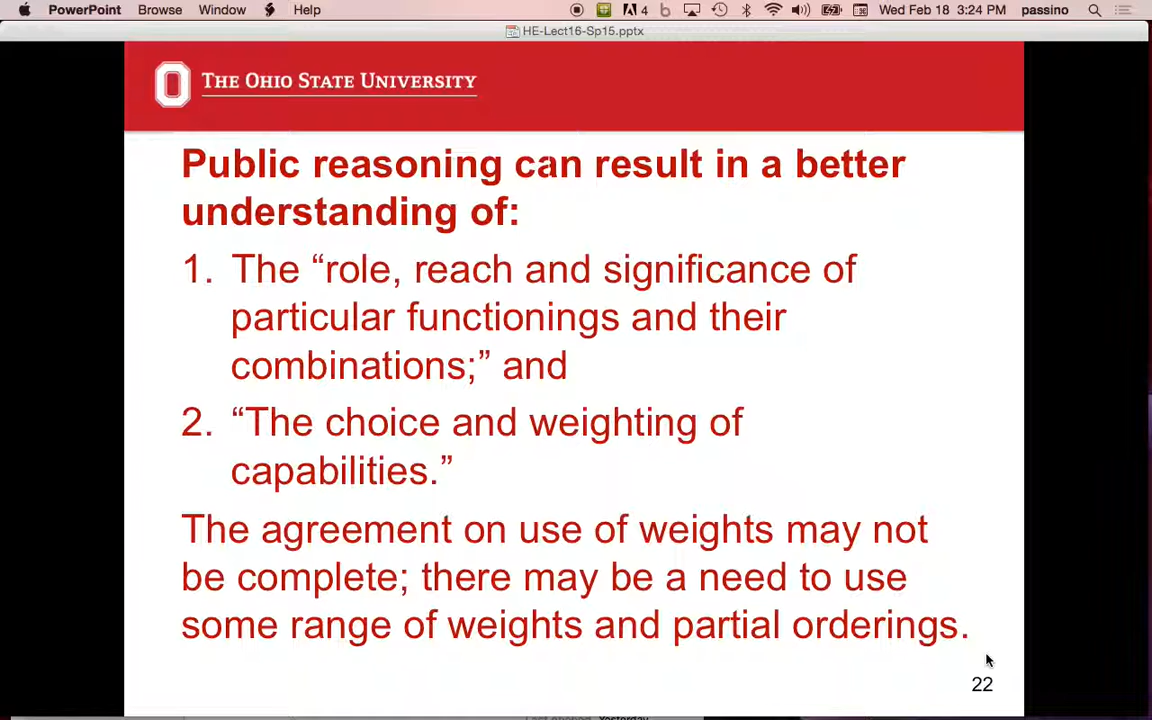 PowerPoint Browse Window Help 4 Wed Feb 18 3:24 PM passino
HE-Lect16-Sp15.pptx
THE OHIO STATE UNIVERSITY
Public reasoning can result in a better
understanding of:
1. The “role, reach and significance of
particular functionings and their
combinations;” and
2. “The choice and weighting of
capabilities.”
The agreement on use of weights may not
be complete; there may be a need to use
some range of weights and partial orderings.
22